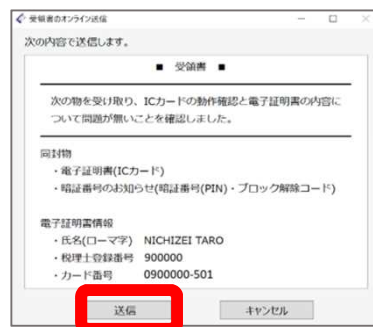 受領書のオンライン送信
次の内容で送信します。
■ 受領書 ■
次の物を受け取り、ICカードの動作確認と電子証明書の内容に
ついて問題が無いことを確認しました。
同封物
・電子証明書(ICカード)
・暗証番号のお知らせ(暗証番号(PIN)・ブロック解除コード)
電子証明書情報
・氏名(ローマ字) NICHIZEI TARO
・税理士登録番号 900000
・カード番号 0900000-501
送信 キャンセル